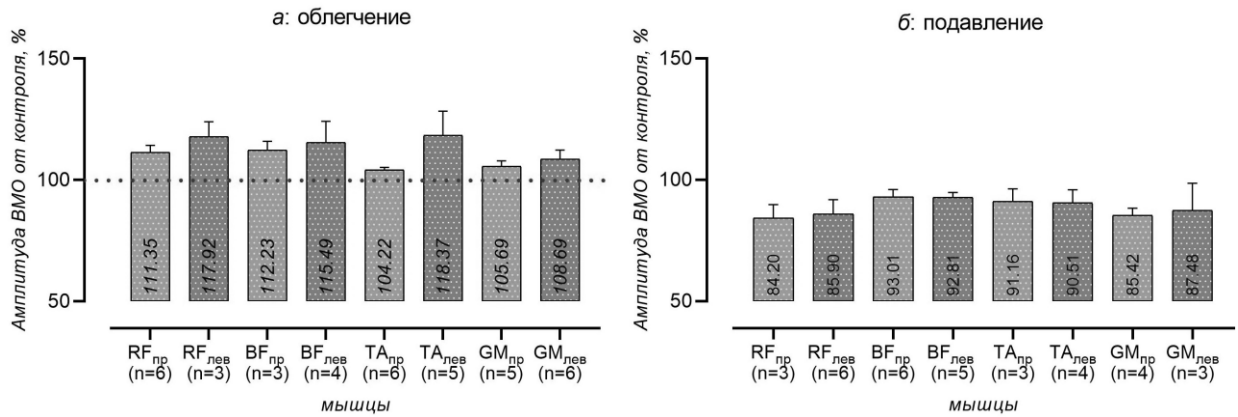 а: облегчение
Амплитуда ВМО от контроля, %
150
100
50
111.35
117.92
112.23
115.49
104.22
118.37
105.69
108.69
RFпр RFлев BFпр BFлев TAпр TAлев GMпр GMлев
(n=6) (n=3) (n=3) (n=4) (n=6) (n=5) (n=5) (n=6)
мышцы
б: подавление
Амплитуда ВМО от контроля, %
150
100
50
84.20
85.90
93.01
92.81
91.16
90.51
85.42
87.48
RFпр RFлев BFпр BFлев TAпр TAлев GMпр GMлев
(n=3) (n=6) (n=6) (n=5) (n=3) (n=4) (n=4) (n=3)
мышцы